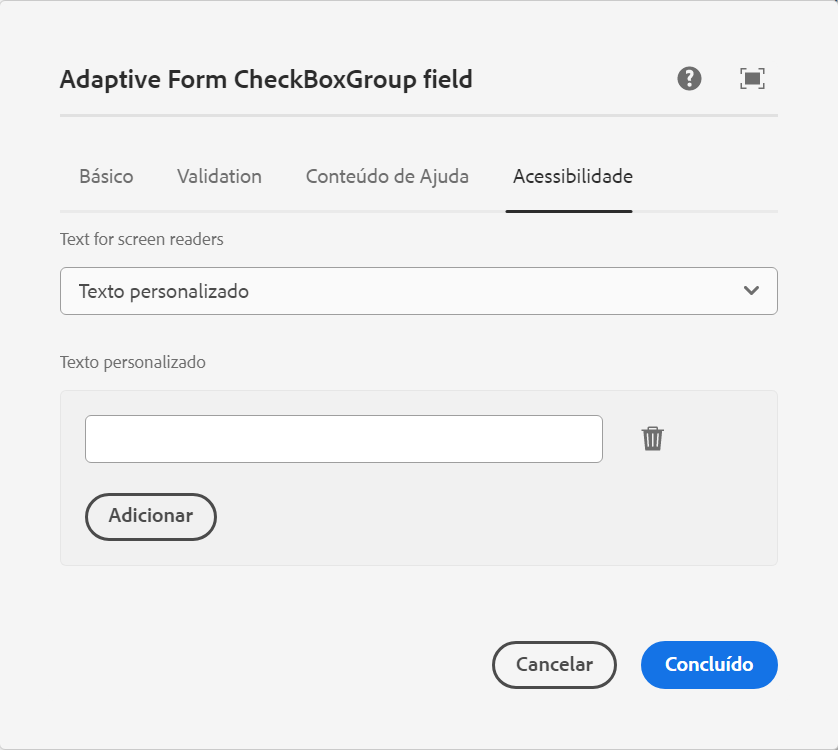 Adaptive Form CheckBoxGroup field
Básico Validation Conteúdo de Ajuda Acessibilidade
Text for screen readers
Texto personalizado
Texto personalizado
Adicionar
Cancelar Concluído